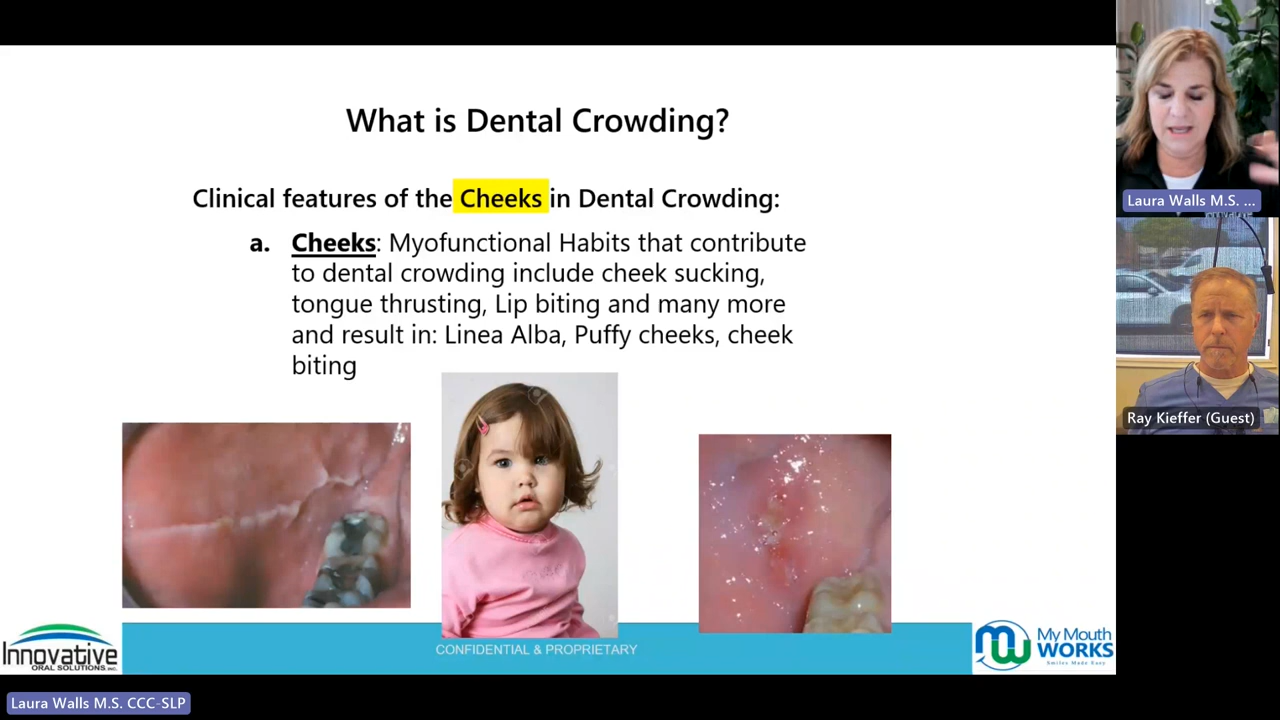 What is Dental Crowding?
Clinical features of the Cheeks in Dental Crowding:
a. Cheeks: Myofunctional Habits that contribute
to dental crowding include cheek sucking,
tongue thrusting, Lip biting and many more
and result in: Linea Alba, Puffy cheeks, cheek
biting
CONFIDENTIAL & PROPRIETARY
Innovative
ORAL SOLUTIONS, INC.
My Mouth
WORKS
Smiles Made Easy
Laura Walls M.S. ...
Ray Kieffer (Guest)
Laura Walls M.S. CCC-SLP